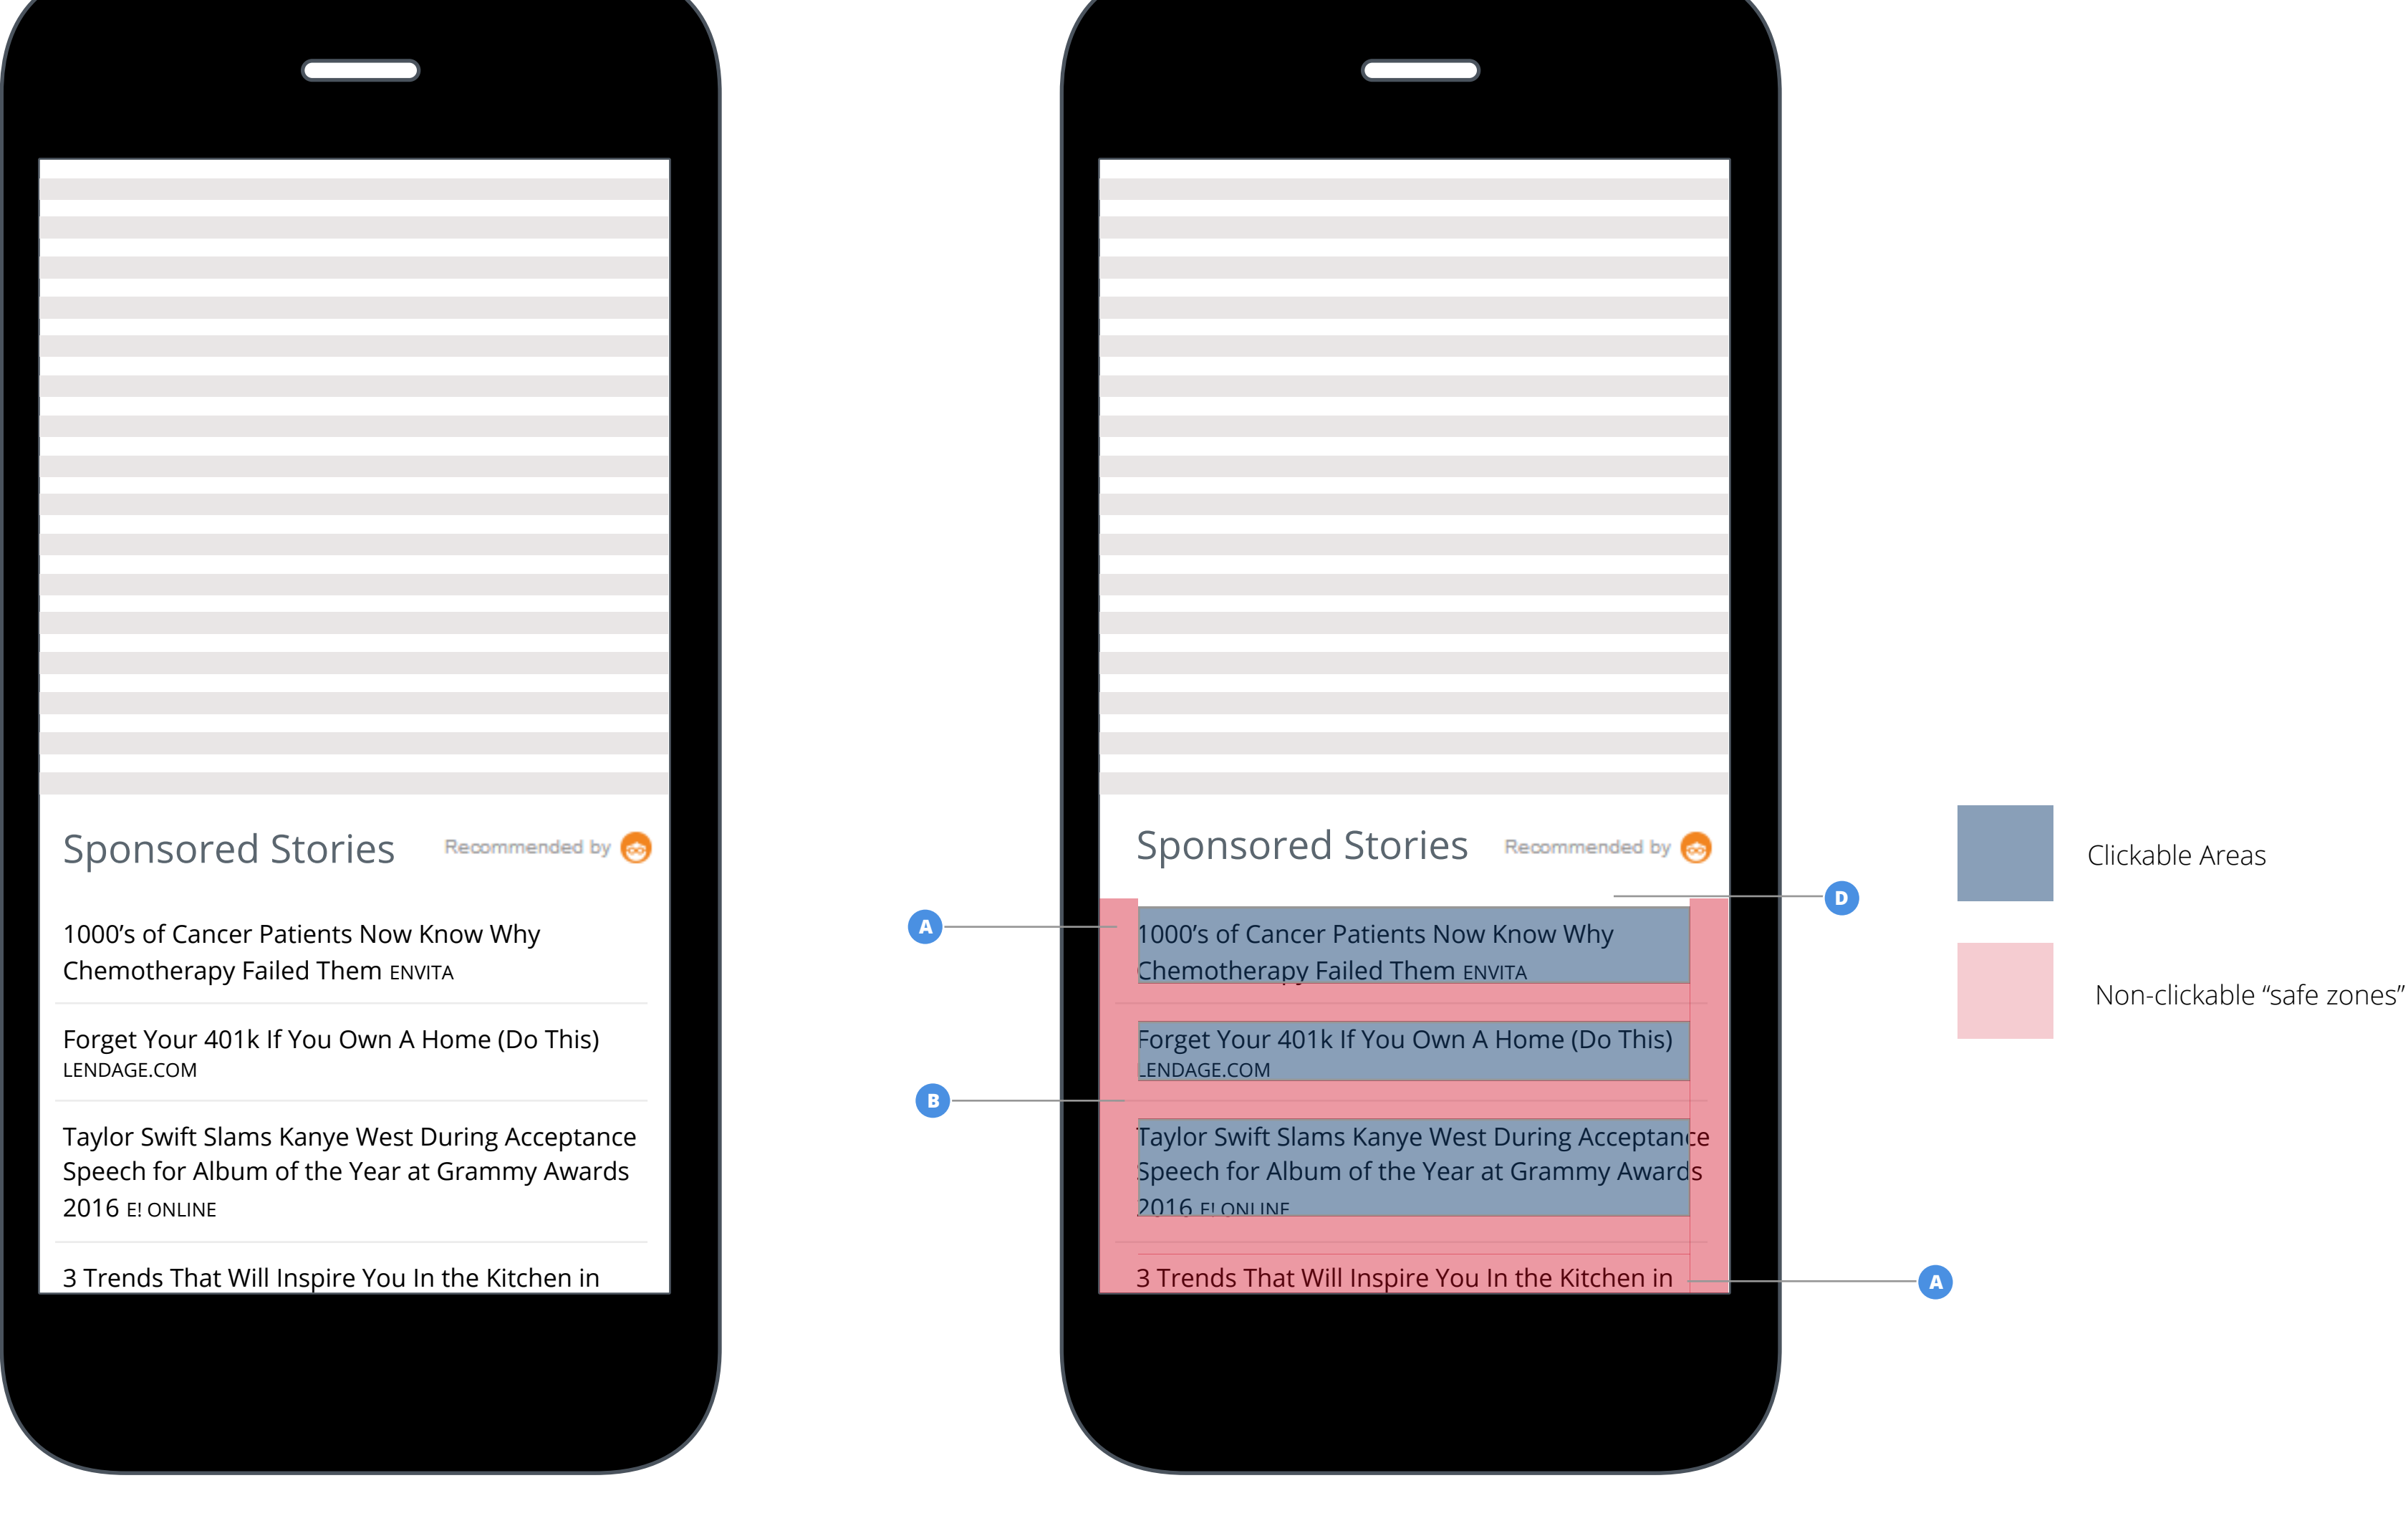 Sponsored Stories
Recommended by
1000’s of Cancer Patients Now Know Why
Chemotherapy Failed Them ENVITA
Forget Your 401k If You Own A Home (Do This)
LENDAGE.COM
Taylor Swift Slams Kanye West During Acceptance
Speech for Album of the Year at Grammy Awards
2016 E! ONLINE
3 Trends That Will Inspire You In the Kitchen in
Sponsored Stories
Recommended by
D
A
1000’s of Cancer Patients Now Know Why
Chemotherapy Failed Them ENVITA
Forget Your 401k If You Own A Home (Do This)
LENDAGE.COM
B
Taylor Swift Slams Kanye West During Acceptance
Speech for Album of the Year at Grammy Awards
2016 E! ONLINE
3 Trends That Will Inspire You In the Kitchen in
A
Clickable Areas
Non-clickable “safe zones”